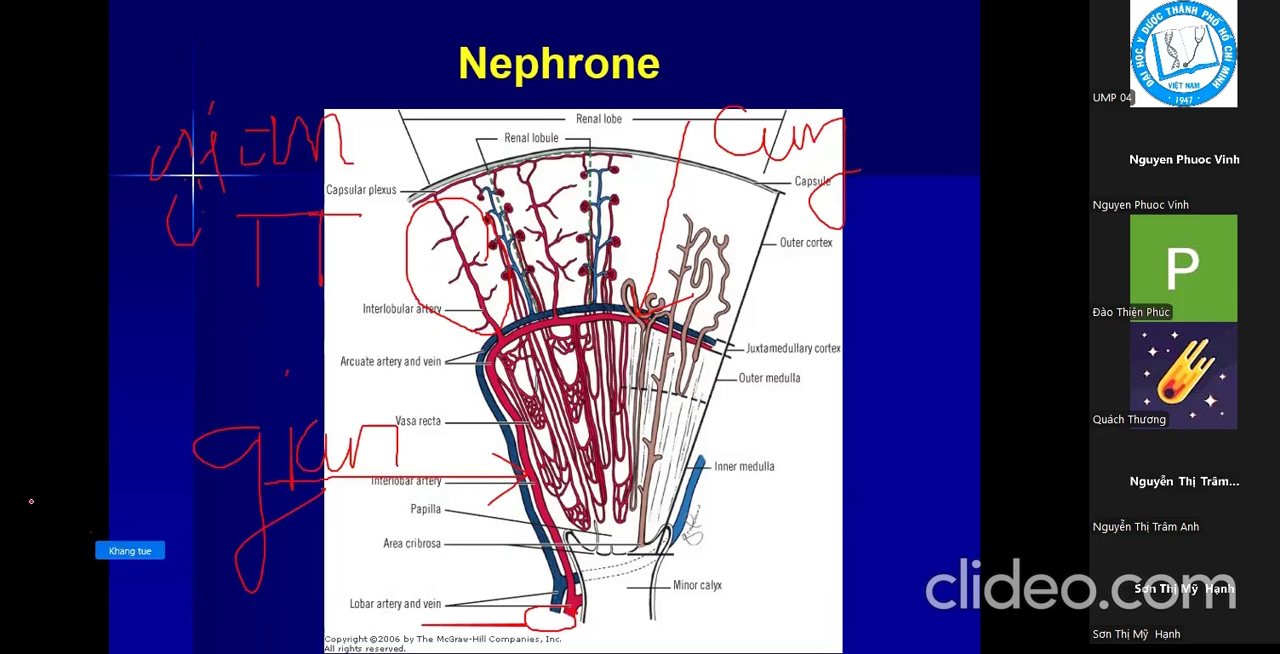 Nephrone
Renal lobe
Renal lobule
Capsular plexus
Capsule
Outer cortex
Interlobular artery
Juxtamedullary cortex
Arcuate artery and vein
Outer medulla
Vasa recta
Inner medulla
Interlobar artery
Papilla
Area cribrosa
Minor calyx
Lobar artery and vein
Copyright ©2006 by The McGraw-Hill Companies, Inc.
All rights reserved.
Cung
gian
TT
Khang tue
ĐẠI HỌC Y DƯỢC THÀNH PHỐ HỒ CHÍ MINH
VIỆT NAM
1947
UMP 04
Nguyen Phuoc Vinh
Nguyen Phuoc Vinh
P
Đào Thiện Phúc
Quách Thương
Nguyễn Thị Trâm...
Nguyễn Thị Trâm Anh
Sơn Thị Mỹ Hạnh
Sơn Thị Mỹ Hạnh
clideo.com